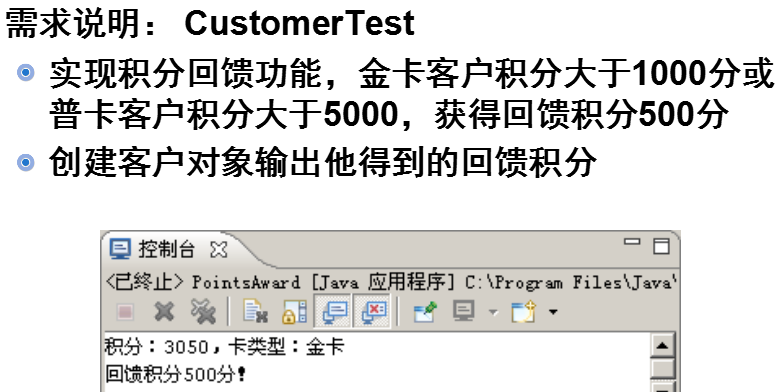 需求说明： CustomerTest
实现积分回馈功能，金卡客户积分大于1000分或
普卡客户积分大于5000，获得回馈积分500分
创建客户对象输出他得到的回馈积分
控制台
<已终止> PointsAward [Java 应用程序] C:\Program Files\Java\
积分：3050，卡类型：金卡
回馈积分500分！